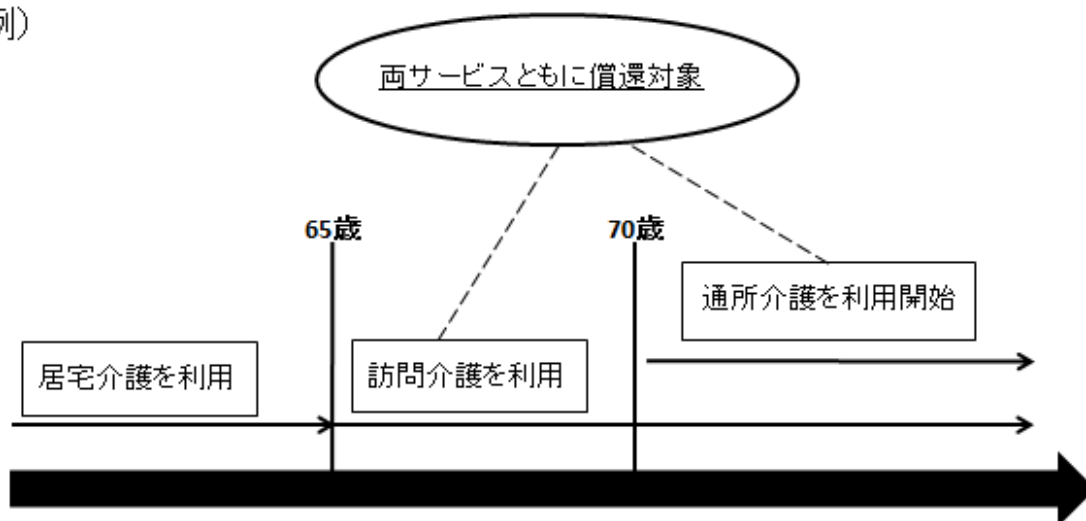 例)
両サービスともに償還対象
65歳
70歳
通所介護を利用開始
居宅介護を利用
訪問介護を利用